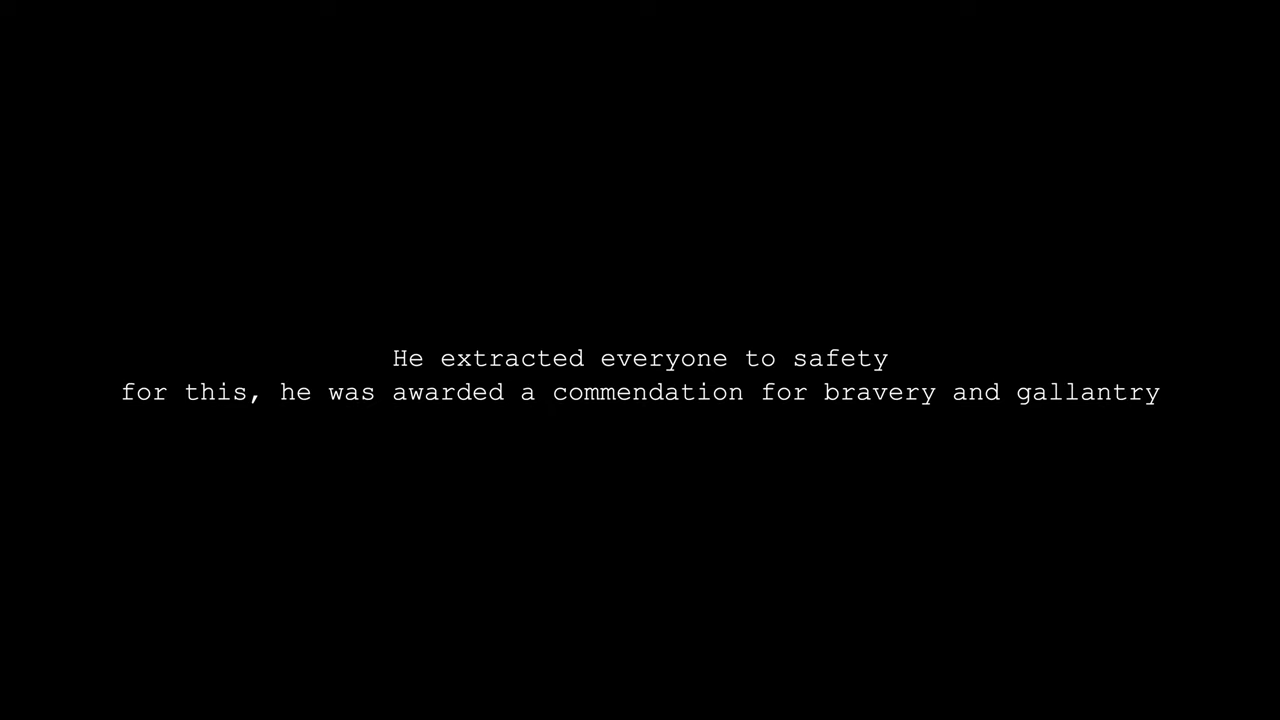 He extracted everyone to safety
for this, he was awarded a commendation for bravery and gallantry